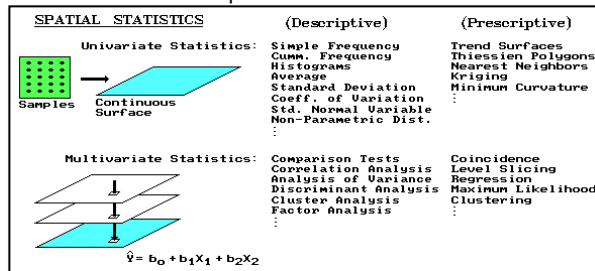 SPATIAL STATISTICS (Descriptive) (Prescriptive)
Univariate Statistics: Simple Frequency Trend Surfaces
Cumm. Frequency Thiessien Polygons
Histograms Nearest Neighbors
Average Kriging
Standard Deviation Minimum Curvature
Samples Continuous Surface
Coeff. of Variation
Std. Normal Variable
Non-Parametric Dist.
Multivariate Statistics: Comparison Tests Coincidence
Correlation Analysis Level Slicing
Analysis of Variance Regression
Discriminant Analysis Maximum Likelihood
Cluster Analysis Clustering
Factor Analysis
Ŷ = b₀ + b₁X₁ + b₂X₂